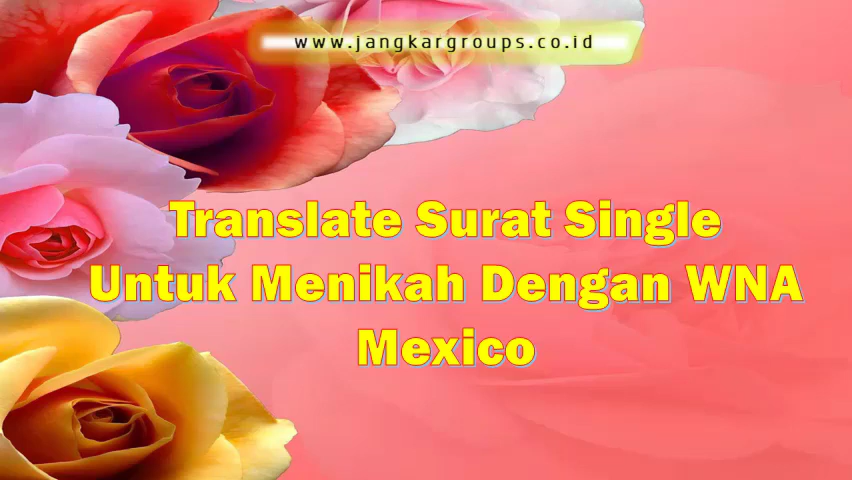 www.jangkargroups.co.id
Translate Surat Single
Untuk Menikah Dengan WNA
Mexico